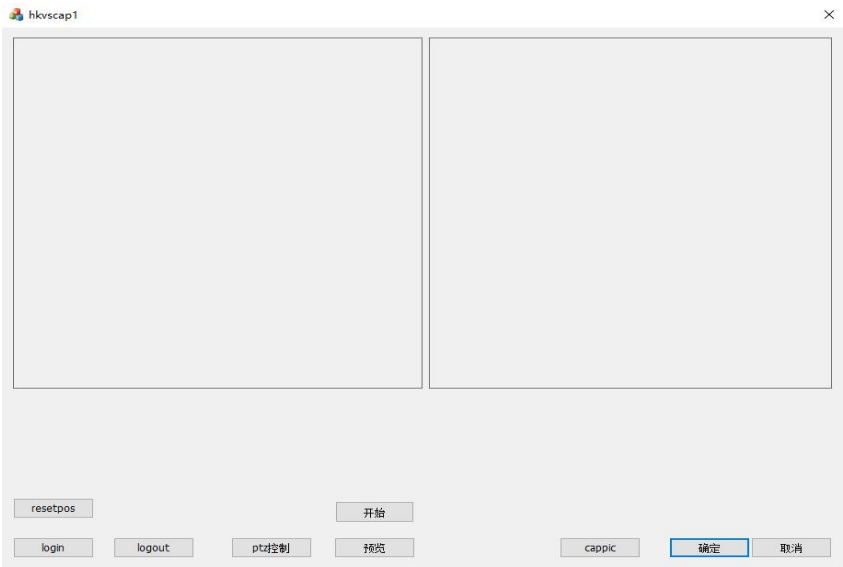 hkvscap1
resetpos
开始
login
logout
ptz控制
预览
cappic
确定
取消